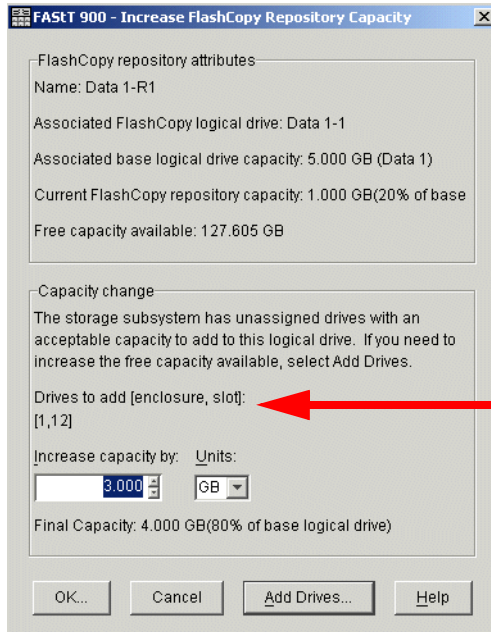 FAStT 900 - Increase FlashCopy Repository Capacity
FlashCopy repository attributes
Name: Data 1-R1
Associated FlashCopy logical drive: Data 1-1
Associated base logical drive capacity: 5.000 GB (Data 1)
Current FlashCopy repository capacity: 1.000 GB(20% of base
Free capacity available: 127.605 GB
Capacity change
The storage subsystem has unassigned drives with an
acceptable capacity to add to this logical drive. If you need to
increase the free capacity available, select Add Drives.
Drives to add [enclosure, slot]:
[1,12]
Increase capacity by: Units:
3.000 GB
Final Capacity: 4.000 GB(80% of base logical drive)
OK... Cancel Add Drives... Help